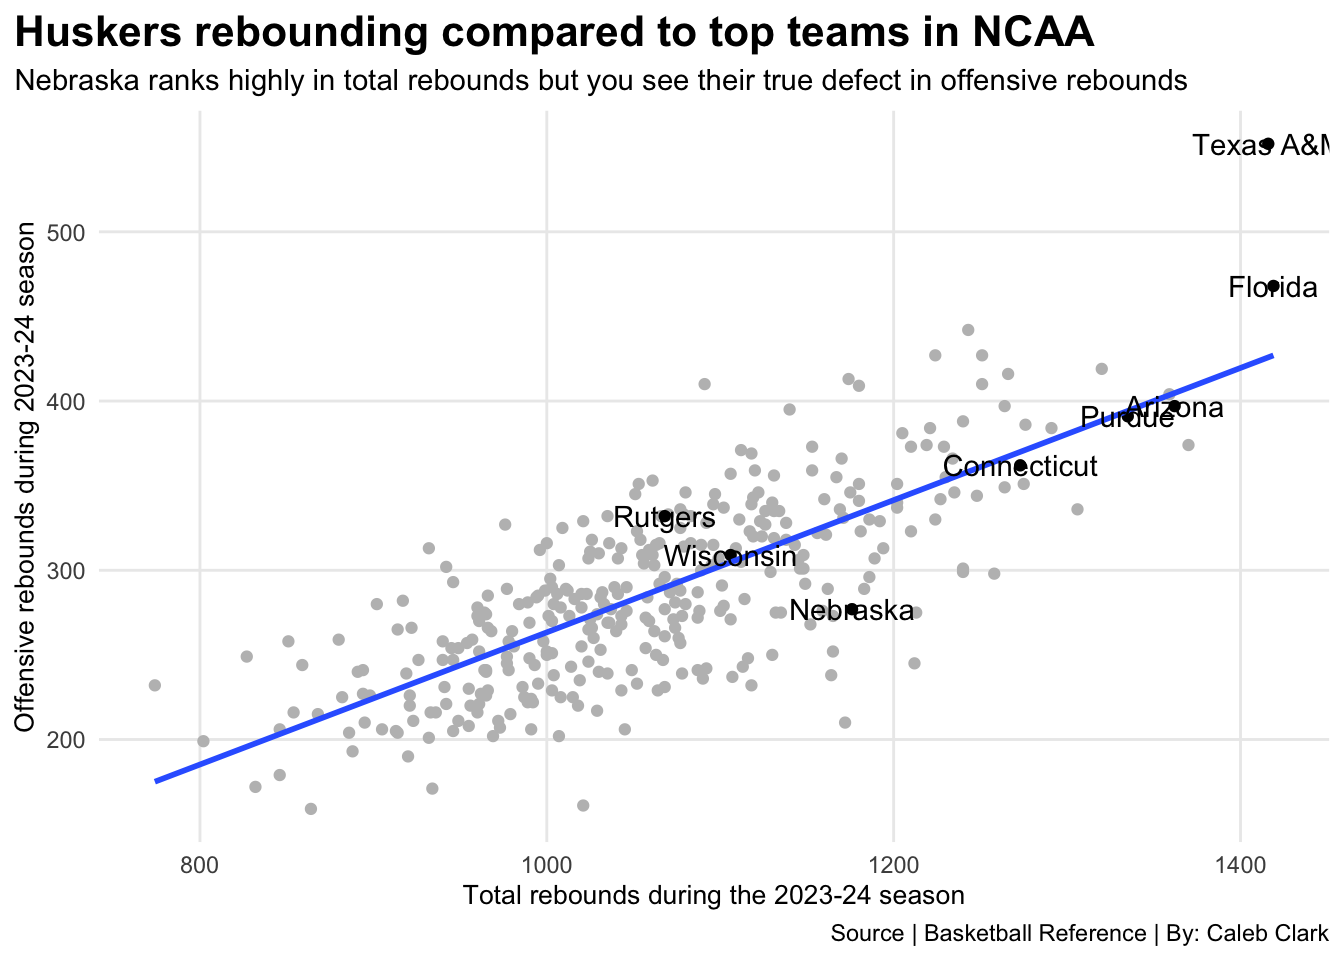 Huskers rebounding compared to top teams in NCAA
Nebraska ranks highly in total rebounds but you see their true defect in offensive rebounds
Texas A&M
500
Florida
400
Arizona
Purdue
Connecticut
Rutgers
Wisconsin
300
Nebraska
200
Offensive rebounds during 2023-24 season
800 1000 1200 1400
Total rebounds during the 2023-24 season
Source | Basketball Reference | By: Caleb Clark